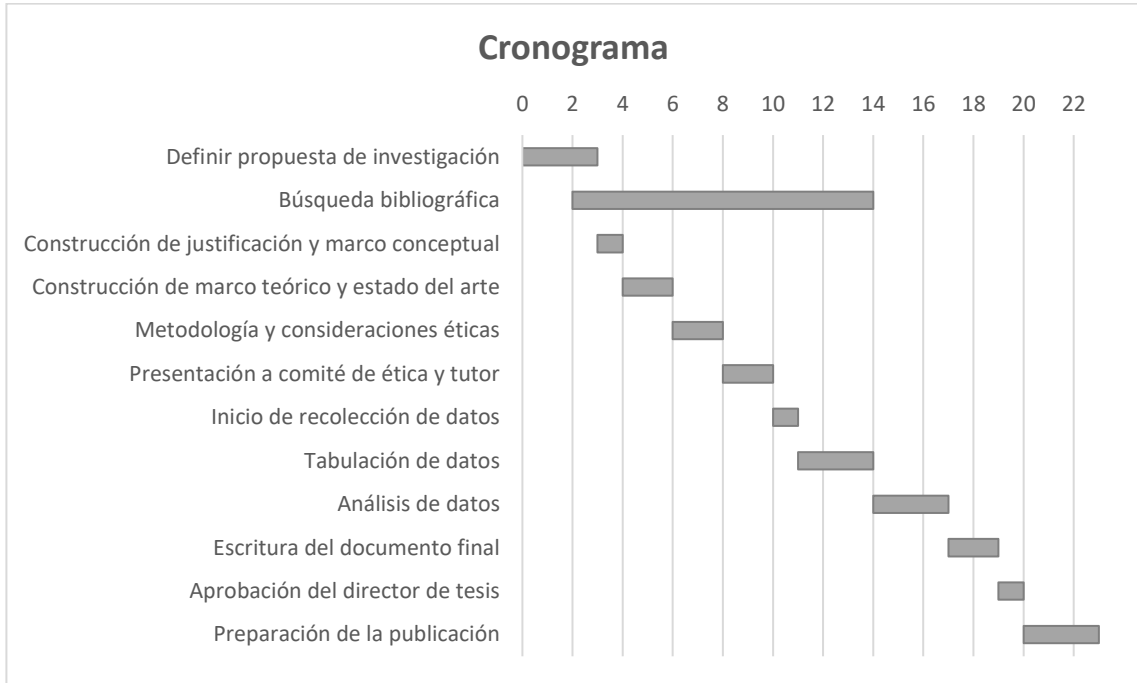 Cronograma
0 2 4 6 8 10 12 14 16 18 20 22
Definir propuesta de investigación
Búsqueda bibliográfica
Construcción de justificación y marco conceptual
Construcción de marco teórico y estado del arte
Metodología y consideraciones éticas
Presentación a comité de ética y tutor
Inicio de recolección de datos
Tabulación de datos
Análisis de datos
Escritura del documento final
Aprobación del director de tesis
Preparación de la publicación